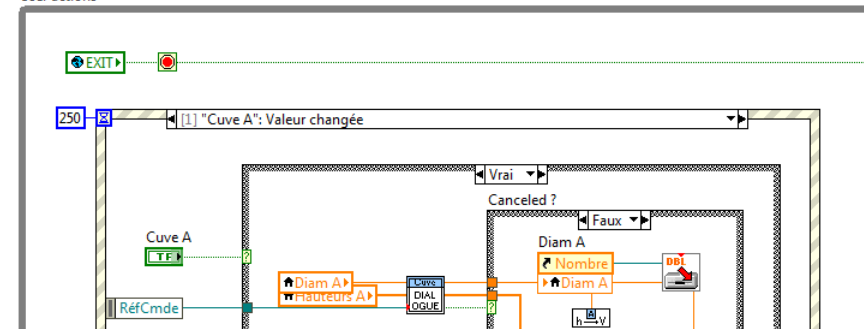 EXIT
250
[1] "Cuve A": Valeur changée
Vrai
Canceled ?
Faux
Cuve A
TF
Diam A
Nombre
DBL
Diam A
Cuve
Diam A
Hauteurs A
DIAL
OGUE
RéfCmde
h
A
V
?
?